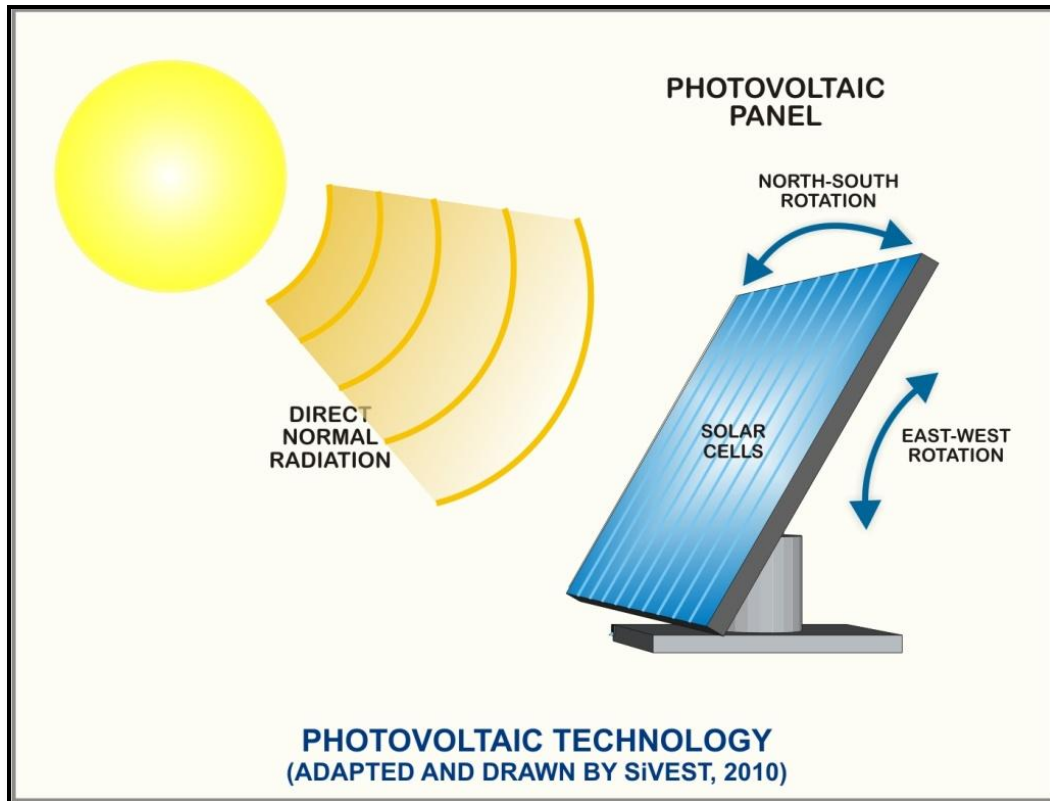 PHOTOVOLTAIC
PANEL
NORTH-SOUTH
ROTATION
DIRECT
NORMAL
RADIATION
SOLAR
CELLS
EAST-WEST
ROTATION
PHOTOVOLTAIC TECHNOLOGY
(ADAPTED AND DRAWN BY SiVEST, 2010)